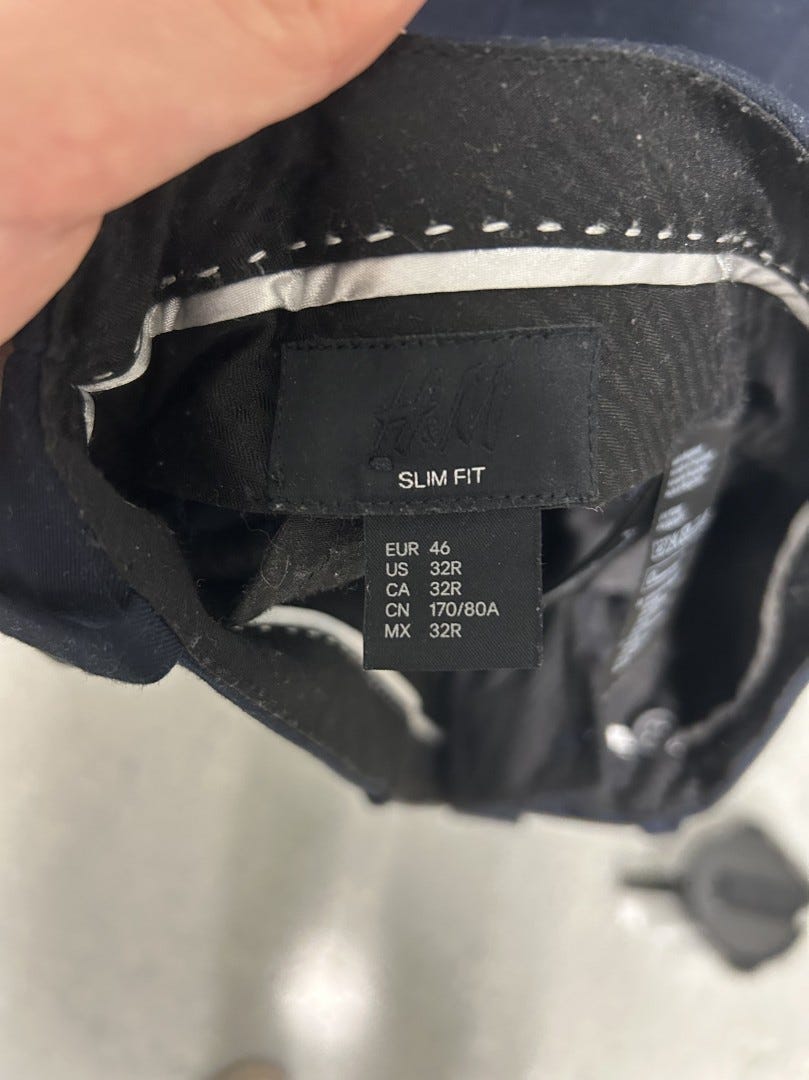 H&M
SLIM FIT
EUR 46
US 32R
CA 32R
CN 170/80A
MX 32R